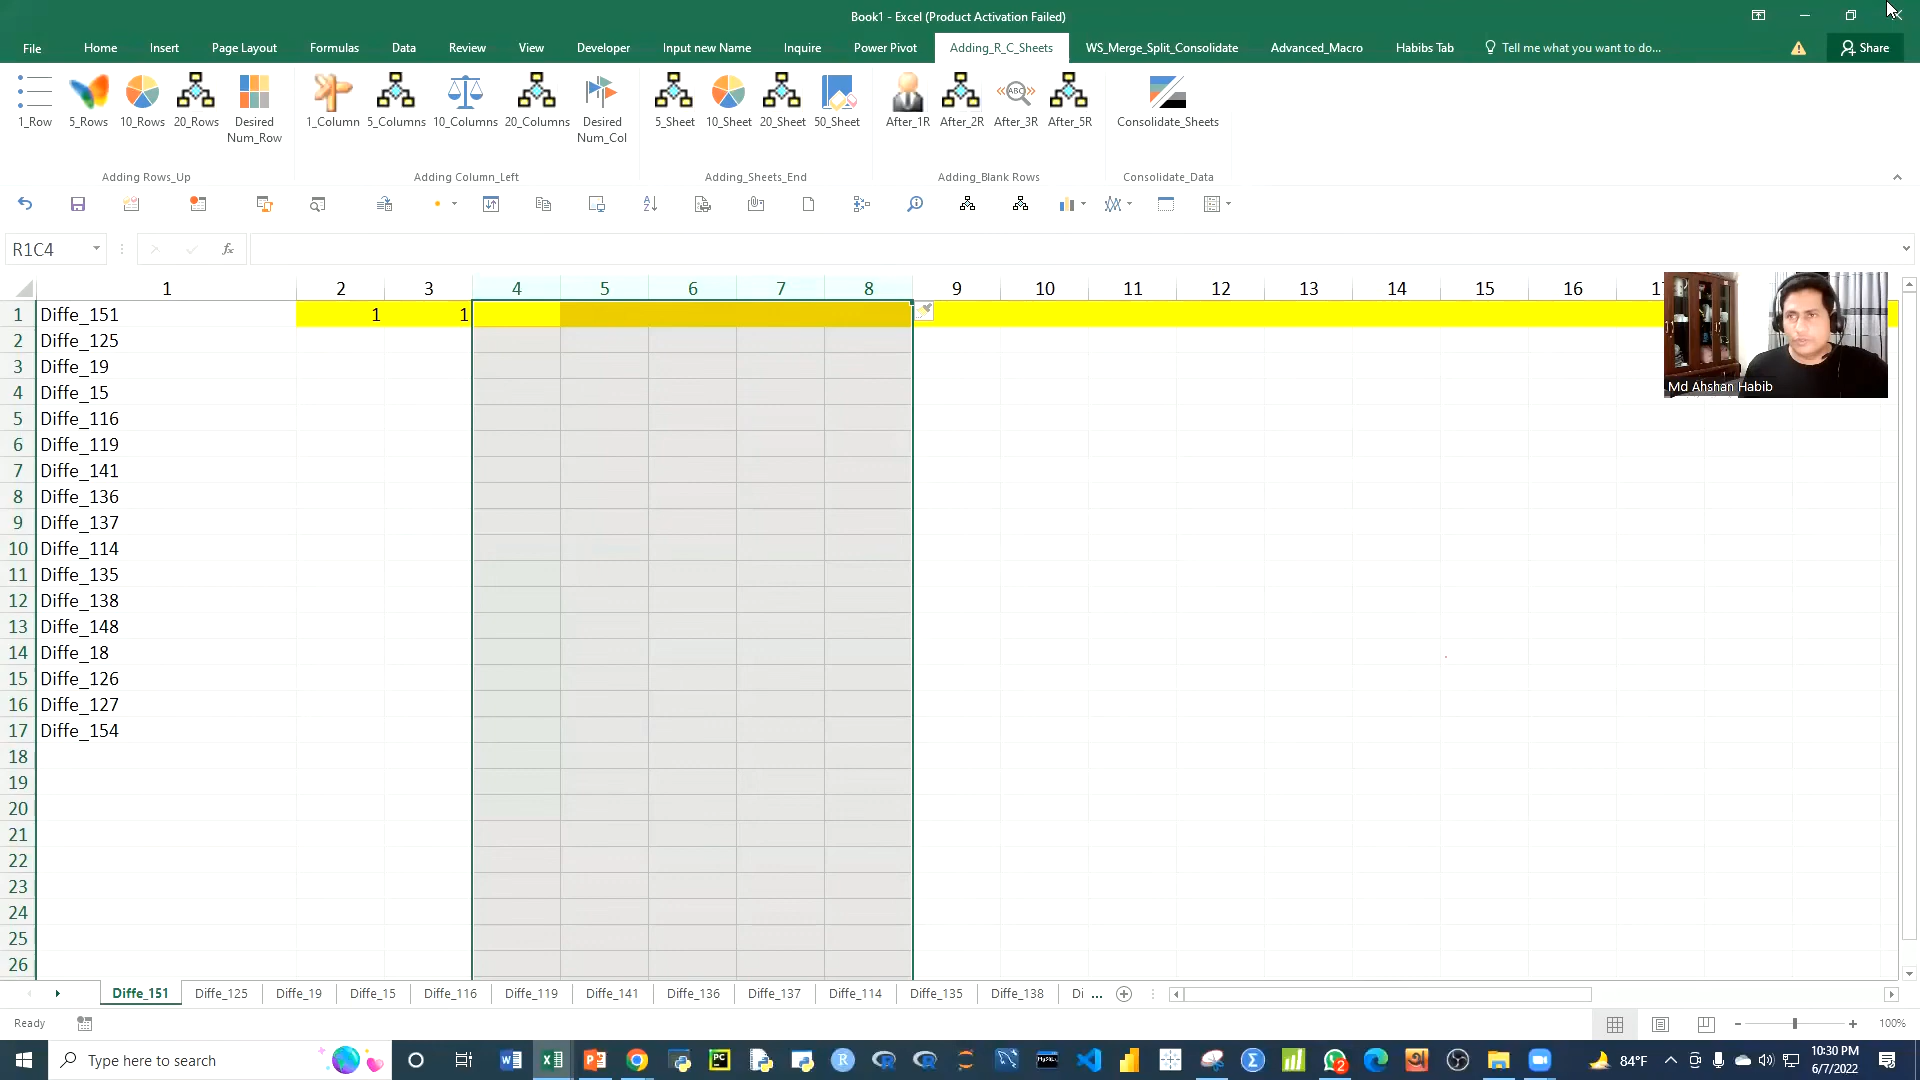 Book1 - Excel (Product Activation Failed)
File Home Insert Page Layout Formulas Data Review View Developer Input new Name Inquire Power Pivot Adding_R_C_Sheets WS_Merge_Split_Consolidate Advanced_Macro Habibs Tab Tell me what you want to do... Share
1_Row 5_Rows 10_Rows 20_Rows Desired Num_Row 1_Column 5_Columns 10_Columns 20_Columns Desired Num_Col 5_Sheet 10_Sheet 20_Sheet 50_Sheet After_1R After_2R After_3R After_5R Consolidate_Sheets
Adding Rows_Up Adding Column_Left Adding_Sheets_End Adding_Blank Rows Consolidate_Data
R1C4 fx
1 2 3 4 5 6 7 8 9 10 11 12 13 14 15 16
1 Diffe_151 1 1
2 Diffe_125
3 Diffe_19
4 Diffe_15
5 Diffe_116
6 Diffe_119
7 Diffe_141
8 Diffe_136
9 Diffe_137
10 Diffe_114
11 Diffe_135
12 Diffe_138
13 Diffe_148
14 Diffe_18
15 Diffe_126
16 Diffe_127
17 Diffe_154
18
19
20
21
22
23
24
25
26
Md Ahshan Habib
Diffe_151 Diffe_125 Diffe_19 Diffe_15 Diffe_116 Diffe_119 Diffe_141 Diffe_136 Diffe_137 Diffe_114 Diffe_135 Diffe_138 Di ...
Ready 100%
Type here to search 84°F 10:30 PM
6/7/2022